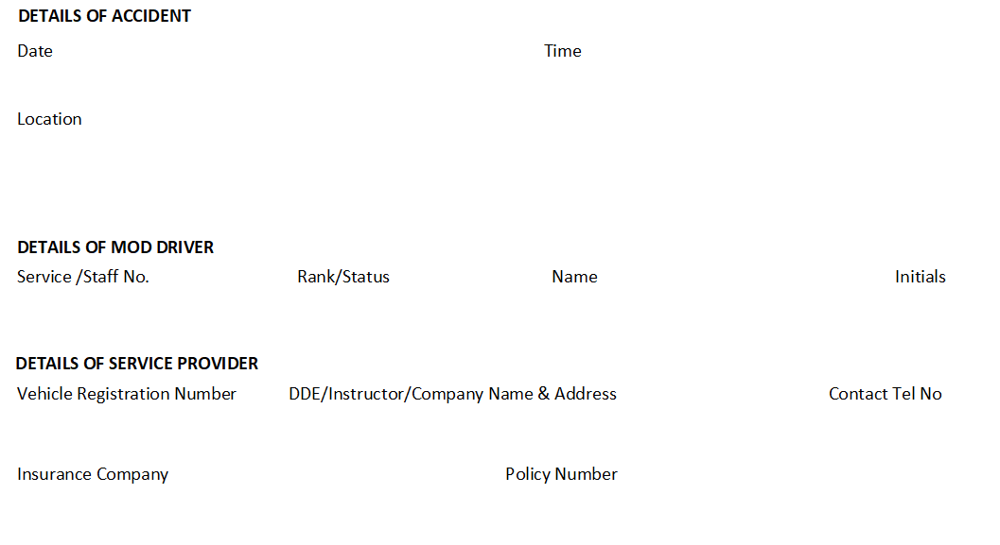 DETAILS OF ACCIDENT
Date Time
Location
DETAILS OF MOD DRIVER
Service /Staff No. Rank/Status Name Initials
DETAILS OF SERVICE PROVIDER
Vehicle Registration Number DDE/Instructor/Company Name & Address Contact Tel No
Insurance Company Policy Number